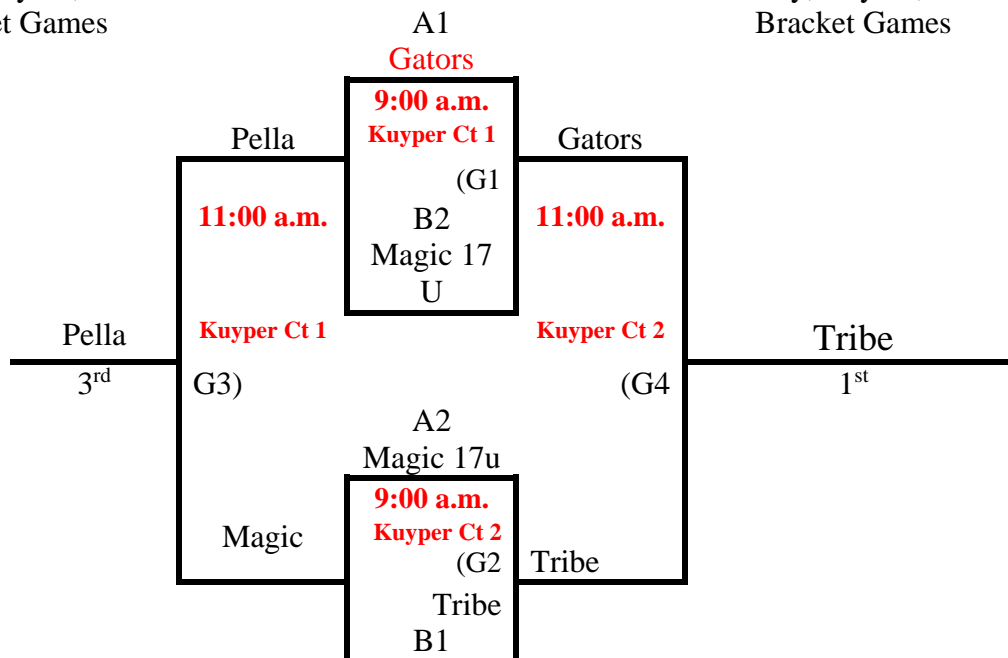 et Games
A1
Bracket Games
Gators
9:00 a.m.
Pella
Kuyper Ct 1
Gators
(G1
11:00 a.m.
B2
11:00 a.m.
Magic 17
U
Pella
Kuyper Ct 1
Kuyper Ct 2
Tribe
3rd
G3)
(G4
1st
A2
Magic 17u
9:00 a.m.
Magic
Kuyper Ct 2
(G2
Tribe
Tribe
B1